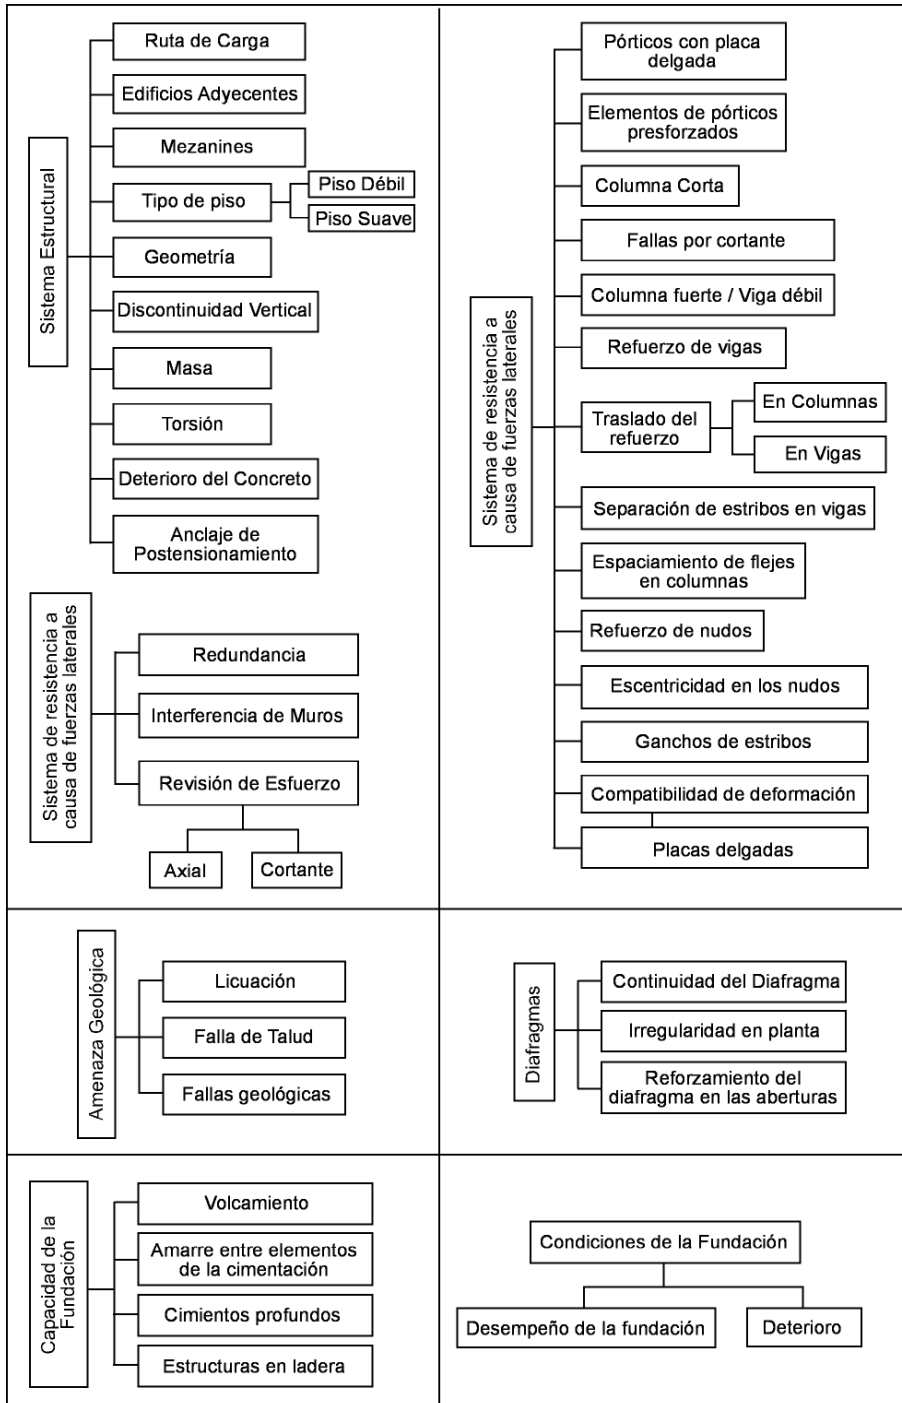 Sistema Estructural
Ruta de Carga
Edificios Adyecentes
Mezanines
Tipo de piso
Piso Débil
Piso Suave
Geometría
Discontinuidad Vertical
Masa
Torsión
Deterioro del Concreto
Anclaje de
Postensionamiento
Sistema de resistencia a
causa de fuerzas laterales
Redundancia
Interferencia de Muros
Revisión de Esfuerzo
Axial
Cortante
Sistema de resistencia a
causa de fuerzas laterales
Pórticos con placa
delgada
Elementos de pórticos
presforzados
Columna Corta
Fallas por cortante
Columna fuerte / Viga débil
Refuerzo de vigas
Traslado del
refuerzo
En Columnas
En Vigas
Separación de estribos en vigas
Espaciamiento de flejes
en columnas
Refuerzo de nudos
Escentricidad en los nudos
Ganchos de estribos
Compatibilidad de deformación
Placas delgadas
Amenaza Geológica
Licuación
Falla de Talud
Fallas geológicas
Diafragmas
Continuidad del Diafragma
Irregularidad en planta
Reforzamiento del
diafragma en las aberturas
Capacidad de la
Fundación
Volcamiento
Amarre entre elementos
de la cimentación
Cimientos profundos
Estructuras en ladera
Condiciones de la Fundación
Desempeño de la fundación
Deterioro